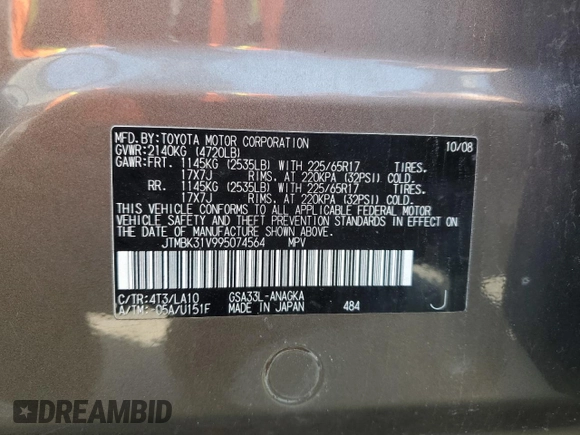 MFD.BY:TOYOTA MOTOR CORPORATION 10/08
GVWR:2140KG (4720LB)
GAWR:FRT. 1145KG (2535LB) WITH 225/65R17 TIRES.
17X7J RIMS. AT 220KPA (32PSI) COLD.
RR. 1145KG (2535LB) WITH 225/65R17 TIRES.
17X7J RIMS. AT 220KPA (32PSI) COLD.
THIS VEHICLE CONFORMS TO ALL APPLICABLE FEDERAL MOTOR
VEHICLE SAFETY AND THEFT PREVENTION STANDARDS IN EFFECT ON
THE DATE OF MANUFACTURE SHOWN ABOVE.
JTMBK31V995074564 MPV
C/TR:4T3/LA10 GSA33L-ANAGKA
A/TM:-05A/U151F MADE IN JAPAN 484 J
DREAMBID